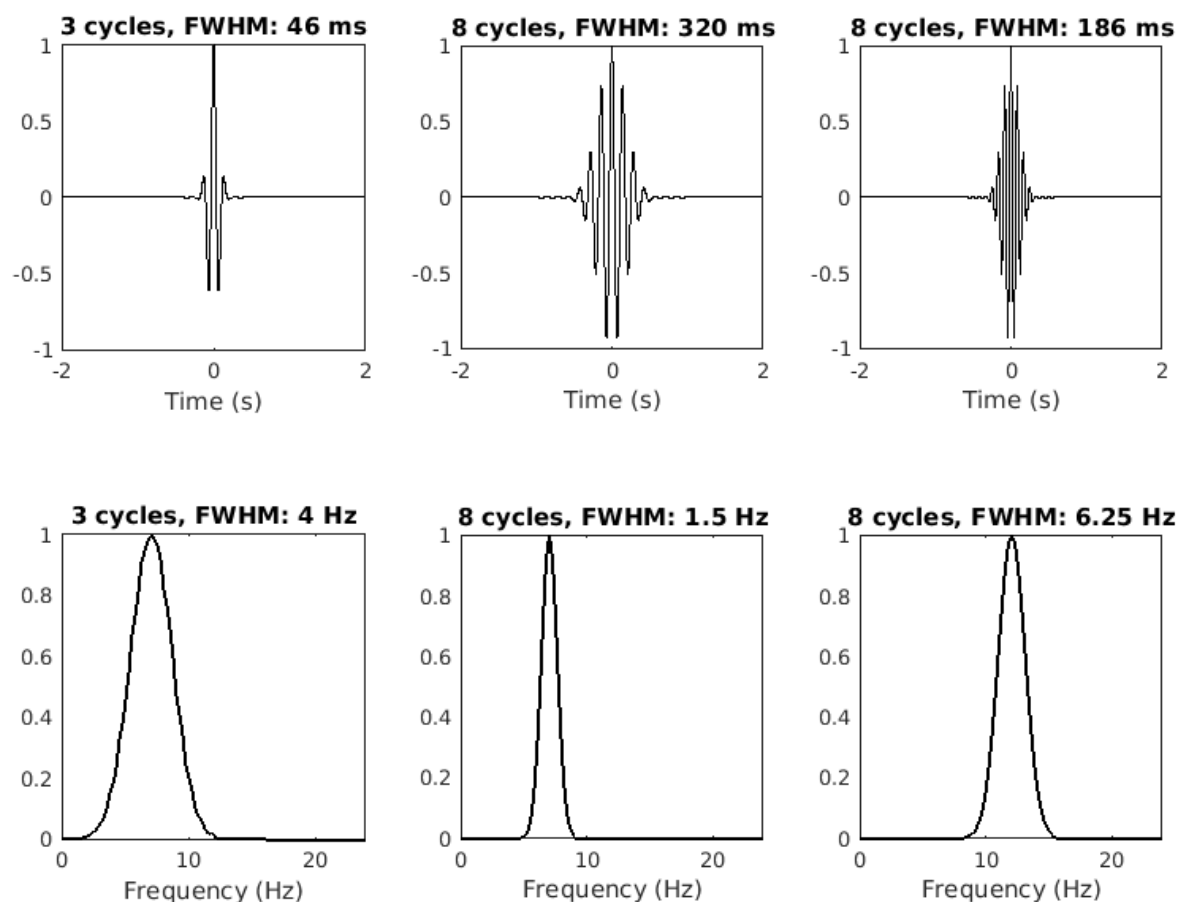 3 cycles, FWHM: 46 ms
1
0.5
0
-0.5
-1
-2 0 2
Time (s)
8 cycles, FWHM: 320 ms
1
0.5
0
-0.5
-1
-2 0 2
Time (s)
8 cycles, FWHM: 186 ms
1
0.5
0
-0.5
-1
-2 0 2
Time (s)
3 cycles, FWHM: 4 Hz
1
0.8
0.6
0.4
0.2
0
0 10 20
Frequency (Hz)
8 cycles, FWHM: 1.5 Hz
1
0.8
0.6
0.4
0.2
0
0 10 20
Frequency (Hz)
8 cycles, FWHM: 6.25 Hz
1
0.8
0.6
0.4
0.2
0
0 10 20
Frequency (Hz)